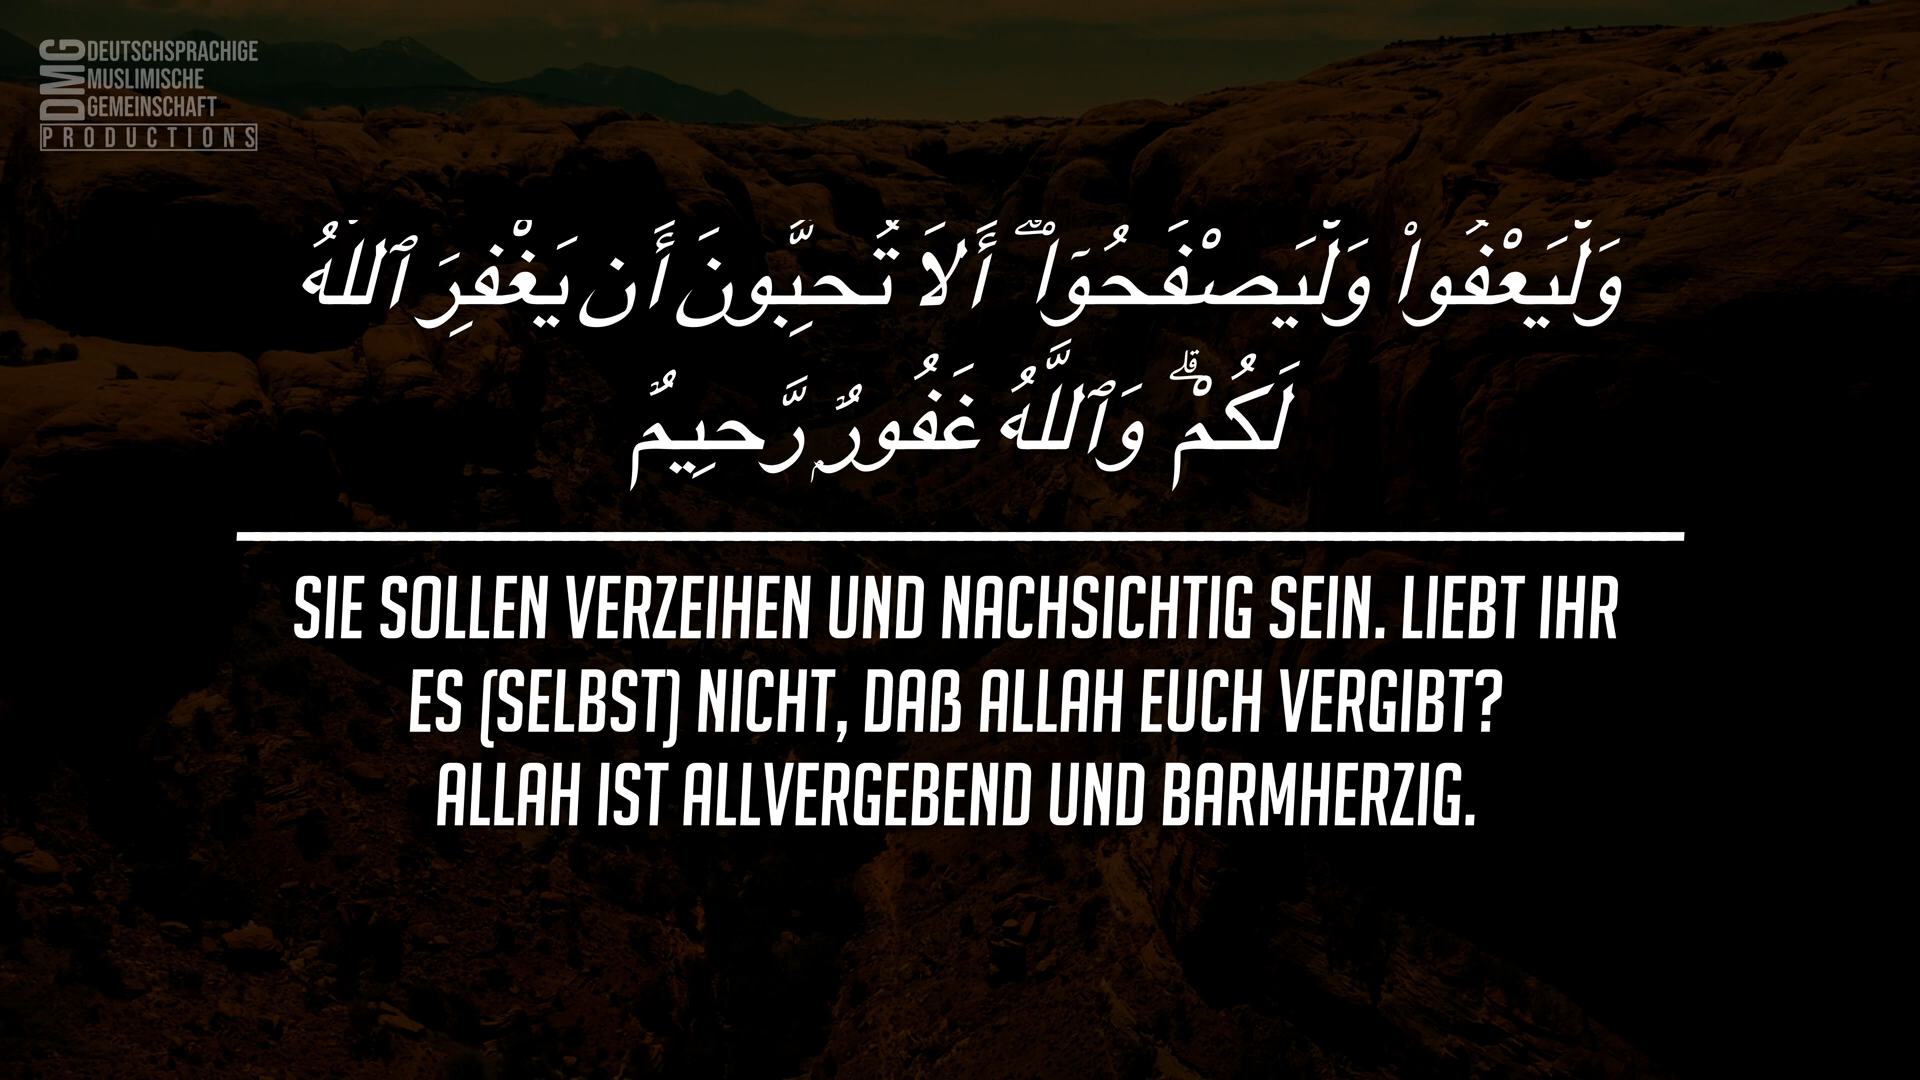 DMG
DEUTSCHSPRACHIGE
MUSLIMISCHE
GEMEINSCHAFT
PRODUCTIONS
وَلْيَعْفُوا۟ وَلْيَصْفَحُوٓا۟ ۗ أَلَا تُحِبُّونَ أَن يَغْفِرَ ٱللَّهُ
لَكُمْ ۗ وَٱللَّهُ غَفُورٌ رَّحِيمٌ
SIE SOLLEN VERZEIHEN UND NACHSICHTIG SEIN. LIEBT IHR
ES (SELBST) NICHT, DAß ALLAH EUCH VERGIBT?
ALLAH IST ALLVERGEBEND UND BARMHERZIG.